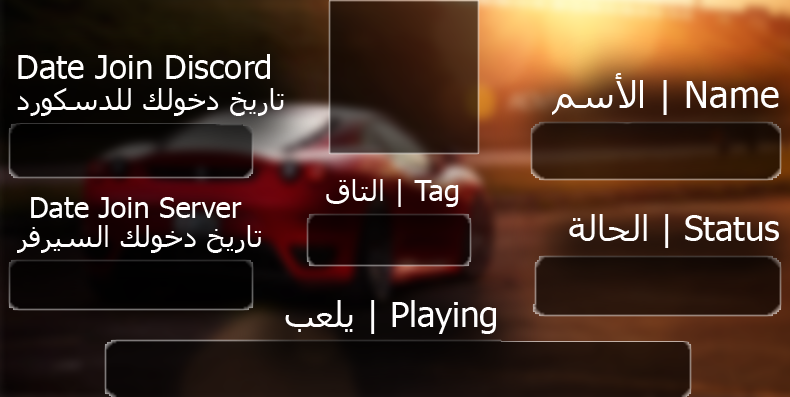 Date Join Discord
تاريخ دخولك للدسكورد
الأسم | Name
التاق | Tag
Date Join Server
تاريخ دخولك السيرفر
الحالة | Status
يلعب | Playing